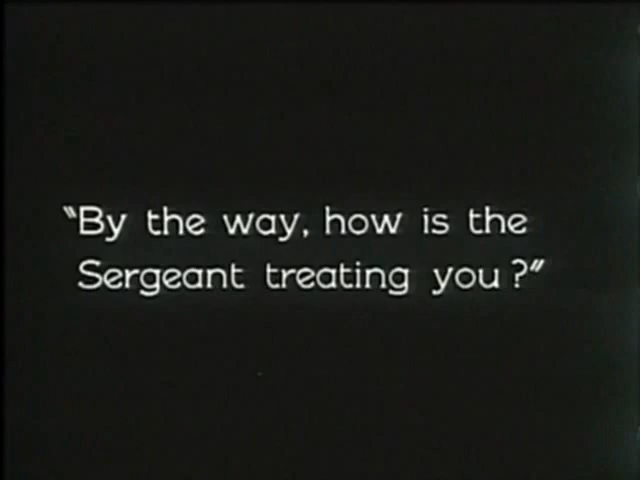 "By the way, how is the
Sergeant treating you?"